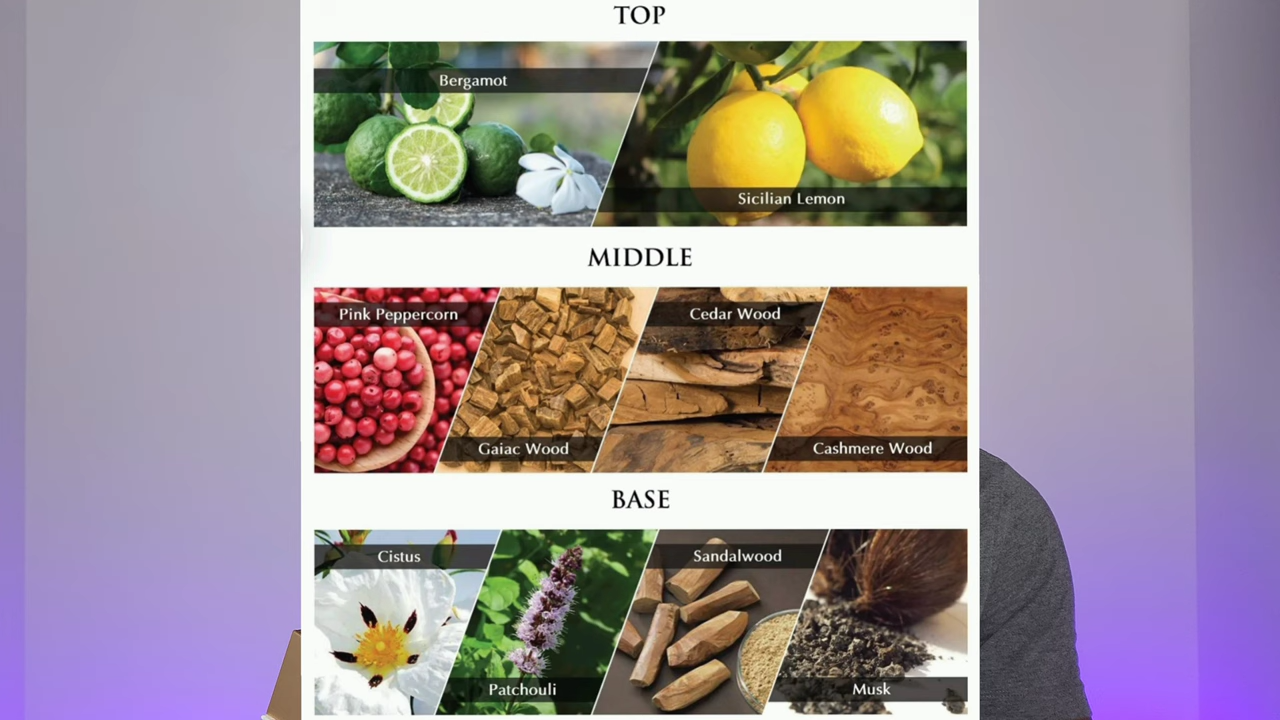 TOP
Bergamot
Sicilian Lemon
MIDDLE
Pink Peppercorn
Cedar Wood
Gaiac Wood
Cashmere Wood
BASE
Cistus
Sandalwood
Patchouli
Musk